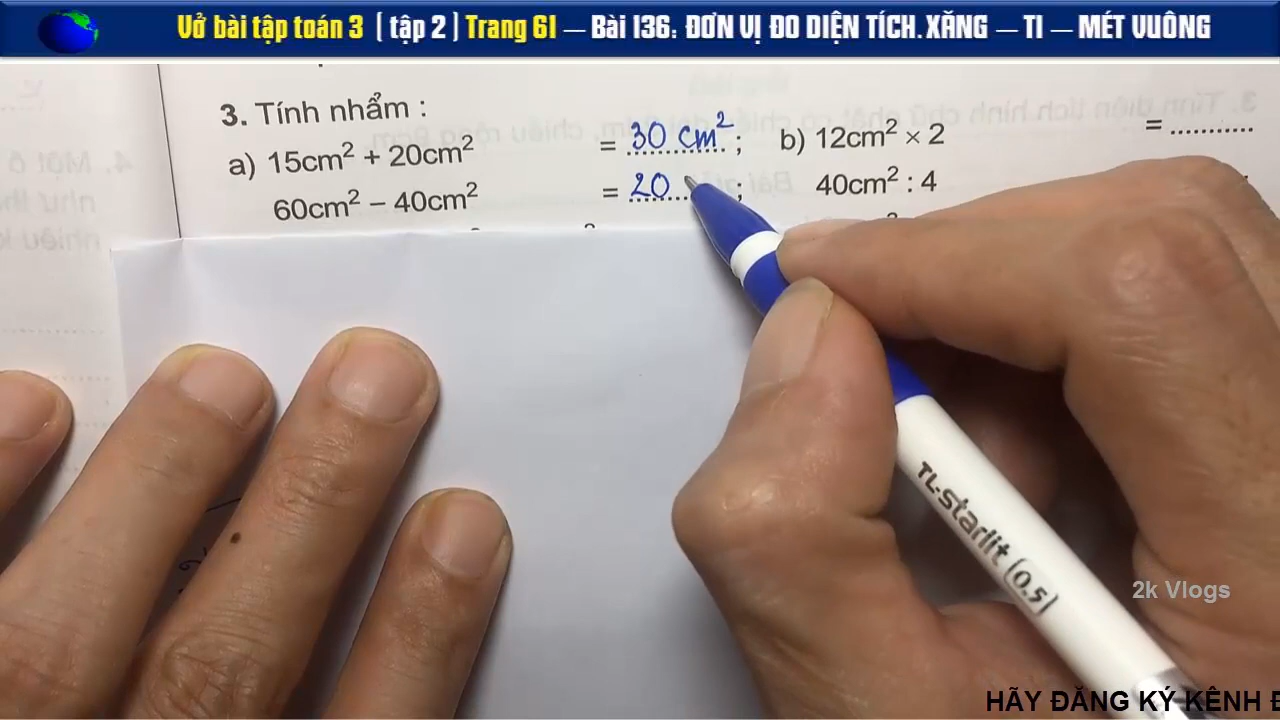 Vở bài tập toán 3 ( tập 2 ) Trang 61 – Bài 136: ĐƠN VỊ ĐO DIỆN TÍCH. XĂNG – TI – MÉT VUÔNG
3. Tính nhẩm :
a) 15cm² + 20cm² = 30 cm² ; b) 12cm² × 2 = ...........
60cm² – 40cm² = 20 ; 40cm² : 4
TL-starlit (0.5)
2k Vlogs
HÃY ĐĂNG KÝ KÊNH